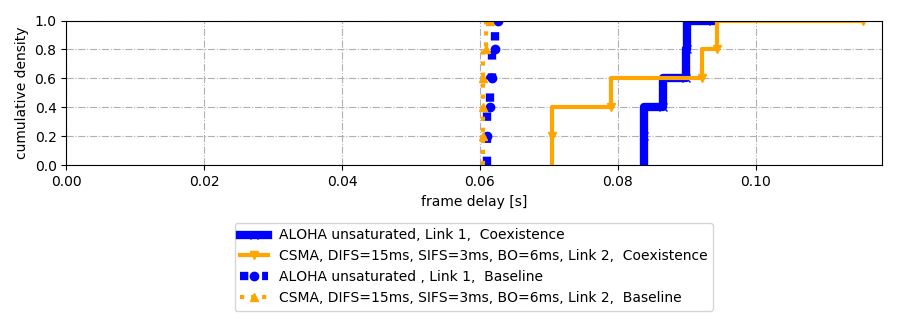 1.0
0.8
0.6
0.4
0.2
0.0
cumulative density
0.00 0.02 0.04 0.06 0.08 0.10
frame delay [s]
ALOHA unsaturated, Link 1,  Coexistence
CSMA, DIFS=15ms, SIFS=3ms, BO=6ms, Link 2,  Coexistence
ALOHA unsaturated , Link 1,  Baseline
CSMA, DIFS=15ms, SIFS=3ms, BO=6ms, Link 2,  Baseline